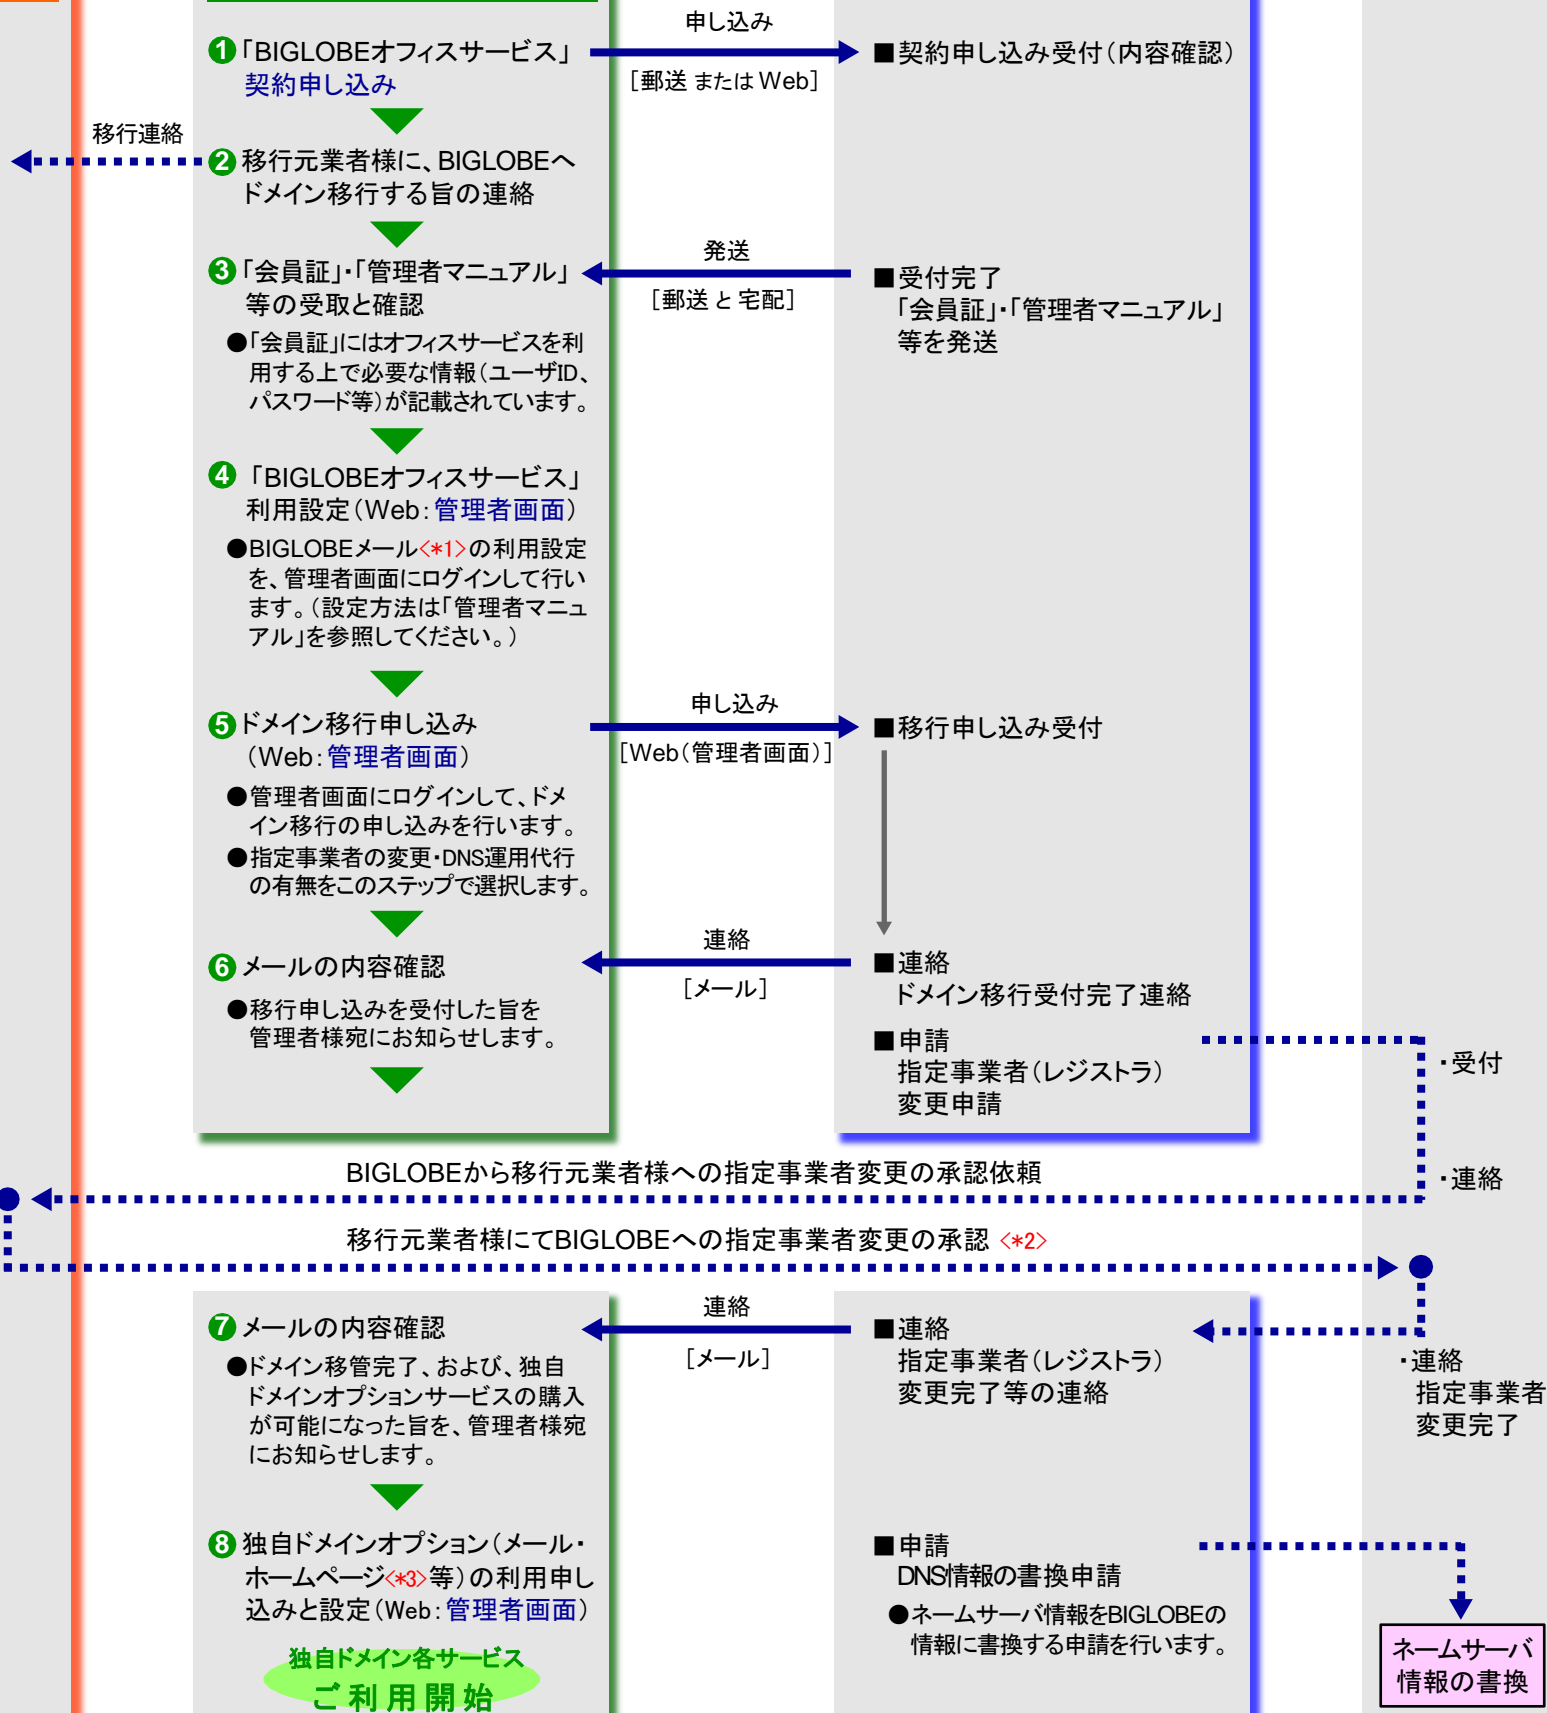 申し込み
❶「BIGLOBEオフィスサービス」
契約申し込み
［郵送 または Web］
■契約申し込み受付（内容確認）
移行連絡
❷移行元業者様に、BIGLOBEへ
ドメイン移行する旨の連絡
発送
❸「会員証」・「管理者マニュアル」
等の受取と確認
［郵送 と 宅配］
■受付完了
「会員証」・「管理者マニュアル」
等を発送
●「会員証」にはオフィスサービスを利
用する上で必要な情報（ユーザID、
パスワード等）が記載されています。
❹「BIGLOBEオフィスサービス」
利用設定（Web：管理者画面）
●BIGLOBEメール<*1>の利用設定
を、管理者画面にログインして行い
ます。（設定方法は「管理者マニュ
アル」を参照してください。）
申し込み
❺ドメイン移行申し込み
（Web：管理者画面）
［Web（管理者画面）］
■移行申し込み受付
●管理者画面にログインして、ドメ
イン移行の申し込みを行います。
●指定事業者の変更・DNS運用代行
の有無をこのステップで選択します。
連絡
❻メールの内容確認
［メール］
■連絡
ドメイン移行受付完了連絡
●移行申し込みを受付した旨を
管理者様宛にお知らせします。
■申請
指定事業者（レジストラ）
変更申請
・受付
BIGLOBEから移行元業者様への指定事業者変更の承認依頼
・連絡
移行元業者様にてBIGLOBEへの指定事業者変更の承認 <*2>
連絡
❼メールの内容確認
［メール］
■連絡
指定事業者（レジストラ）
変更完了等の連絡
・連絡
指定事業者
変更完了
●ドメイン移管完了、および、独自
ドメインオプションサービスの購入
が可能になった旨を、管理者様宛
にお知らせします。
❽独自ドメインオプション（メール・
ホームページ<*3>等）の利用申し
込みと設定（Web：管理者画面）
■申請
DNS情報の書換申請
●ネームサーバ情報をBIGLOBEの
情報に書換する申請を行います。
ネームサーバ
情報の書換
独自ドメイン各サービス
ご利用開始